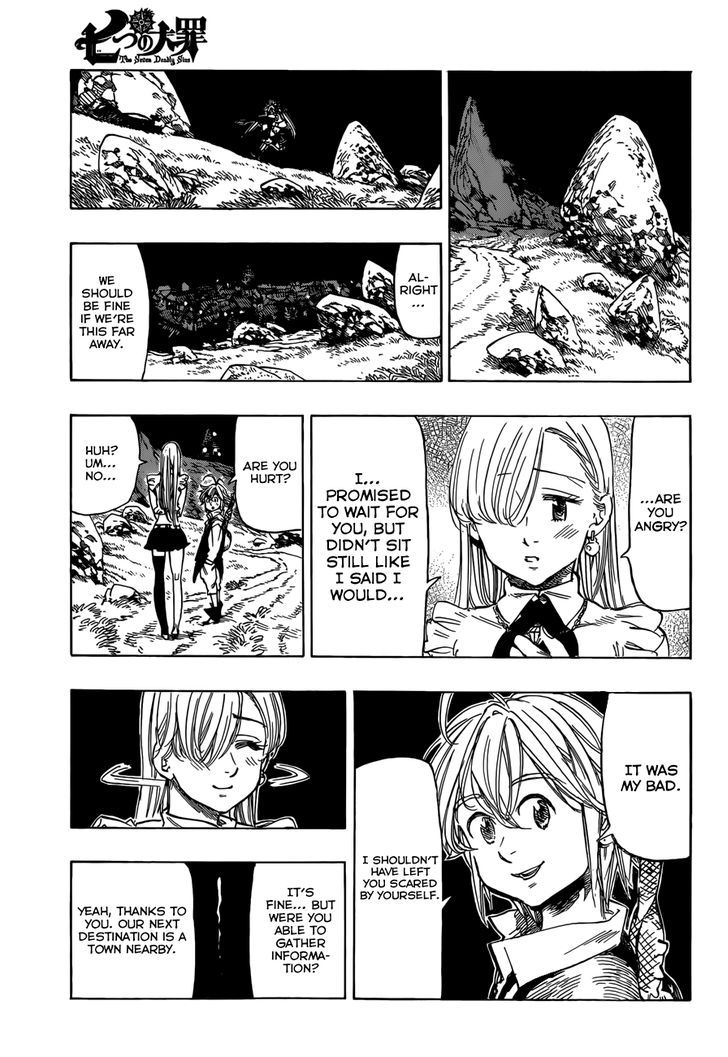 七つの大罪
The Seven Deadly Sins
AL-
RIGHT
...
WE
SHOULD
BE FINE
IF WE'RE
THIS FAR
AWAY.
ARE YOU
HURT?
HUH?
UM...
NO...
...ARE
YOU
ANGRY?
I...
PROMISED
TO WAIT FOR
YOU, BUT
DIDN'T SIT
STILL LIKE
I SAID I
WOULD...
IT WAS
MY BAD.
I SHOULDN'T
HAVE LEFT
YOU SCARED
BY YOURSELF.
IT'S
FINE... BUT
WERE YOU
ABLE TO
GATHER
INFORMA-
TION?
YEAH, THANKS TO
YOU. OUR NEXT
DESTINATION IS A
TOWN NEARBY.